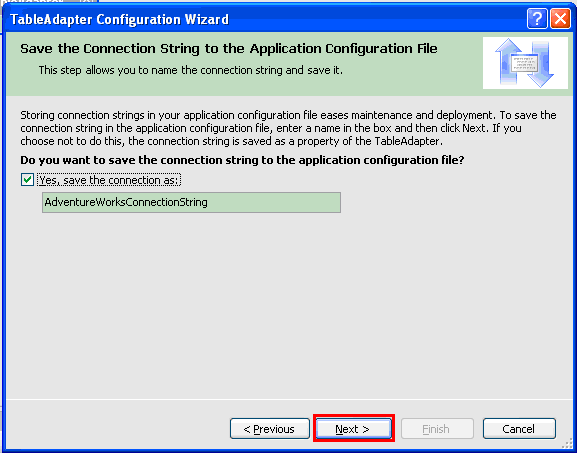 TableAdapter Configuration Wizard
Save the Connection String to the Application Configuration File
This step allows you to name the connection string and save it.
Storing connection strings in your application configuration file eases maintenance and deployment. To save the
connection string in the application configuration file, enter a name in the box and then click Next. If you
choose not to do this, the connection string is saved as a property of the TableAdapter.
Do you want to save the connection string to the application configuration file?
Yes, save the connection as:
AdventureWorksConnectionString
< Previous
Next >
Finish
Cancel